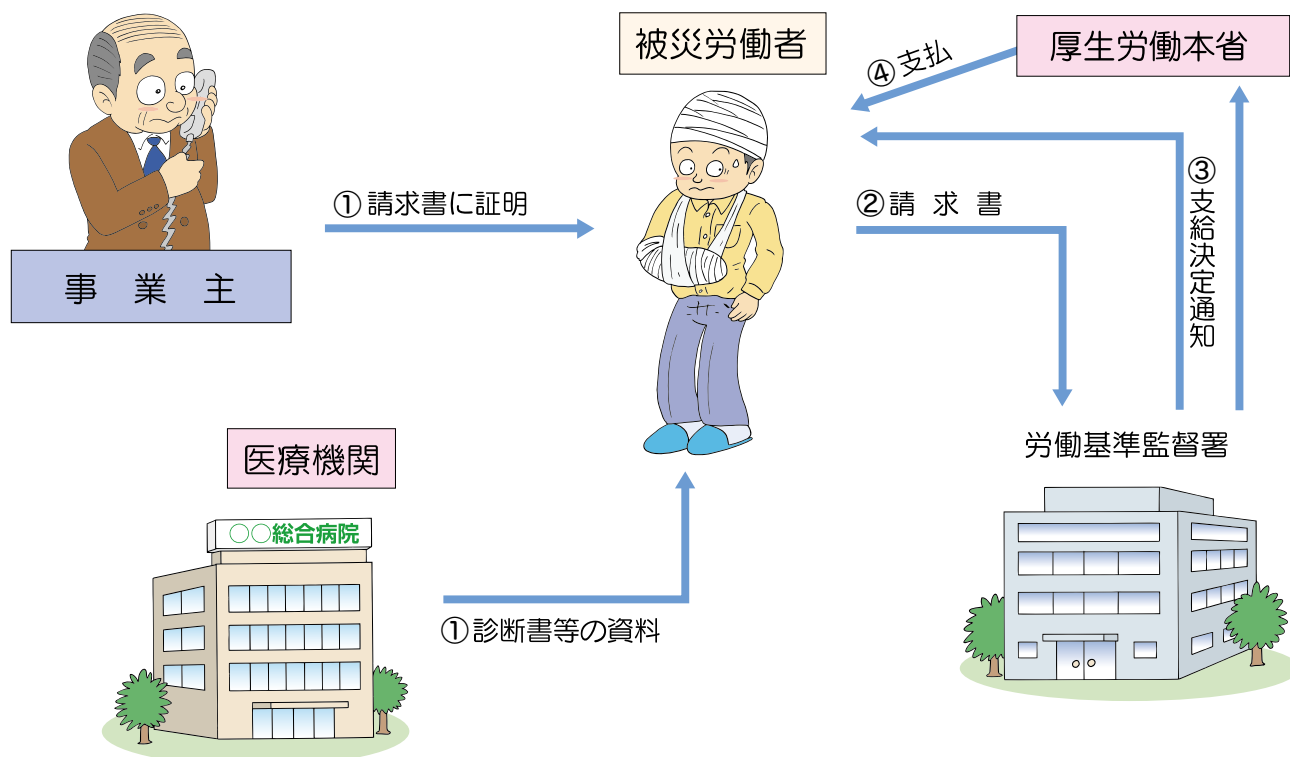 被災労働者
厚生労働本省
④支払
①請求書に証明
②請求書
③支給決定通知
事業主
労働基準監督署
医療機関
○○総合病院
①診断書等の資料